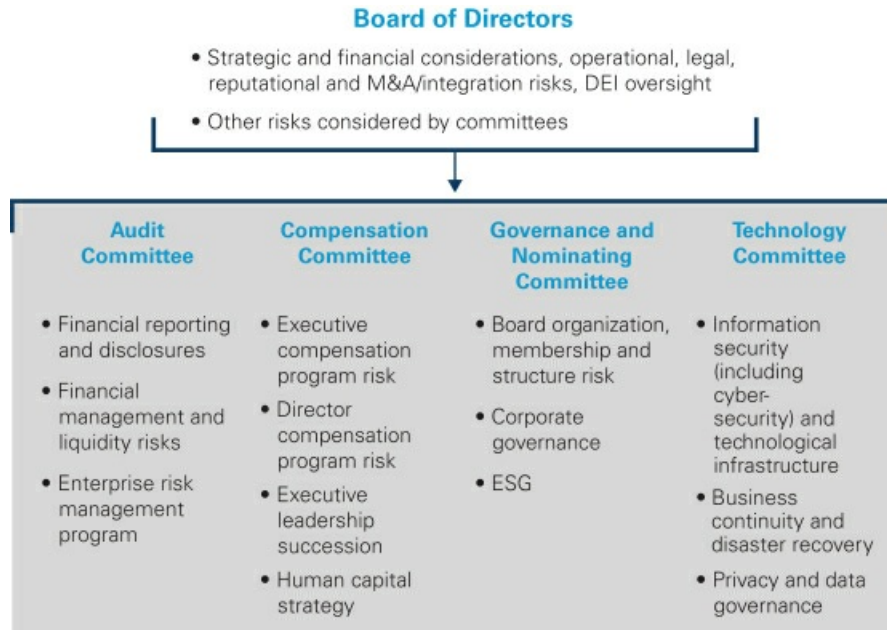 Board of Directors
• Strategic and financial considerations, operational, legal,
reputational and M&A/integration risks, DEI oversight
• Other risks considered by committees
Audit
Committee
• Financial reporting
and disclosures
• Financial
management and
liquidity risks
• Enterprise risk
management
program
Compensation
Committee
• Executive
compensation
program risk
• Director
compensation
program risk
• Executive
leadership
succession
• Human capital
strategy
Governance and
Nominating
Committee
• Board organization,
membership and
structure risk
• Corporate
governance
• ESG
Technology
Committee
• Information
security
(including
cyber-
security) and
technological
infrastructure
• Business
continuity and
disaster recovery
• Privacy and data
governance